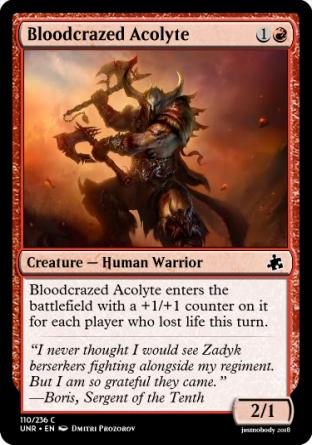 Bloodcrazed Acolyte 1
Creature — Human Warrior
Bloodcrazed Acolyte enters the
battlefield with a +1/+1 counter on it
for each player who lost life this turn.
“I never thought I would see Zadyk
berserkers fighting alongside my regiment.
But I am so grateful they came.”
—Boris, Sergent of the Tenth
2/1
110/236 C
UNR • EN Dmitri Prozorov
justnobody 2018